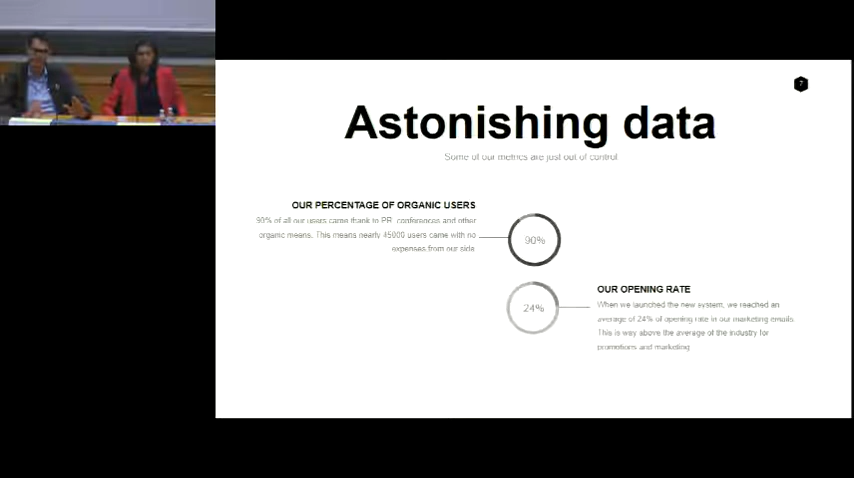 7
Astonishing data
Some of our metrics are just out of control
OUR PERCENTAGE OF ORGANIC USERS
90% of all our users came thank to PR, conferences and other
organic means. This means nearly 45000 users came with no
expenses from our side.
90%
24%
OUR OPENING RATE
When we launched the new system, we reached an
average of 24% of opening rate in our marketing emails
This is way above the average of the industry for
promotions and marketing